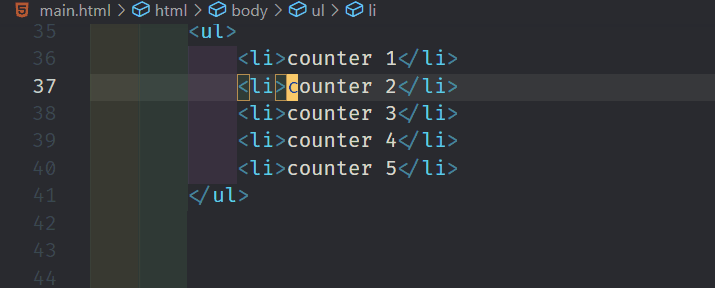 main.html > html > body > ul > li
35 <ul>
36 <li>counter 1</li>
37 <li>counter 2</li>
38 <li>counter 3</li>
39 <li>counter 4</li>
40 <li>counter 5</li>
41 </ul>
42
43
44